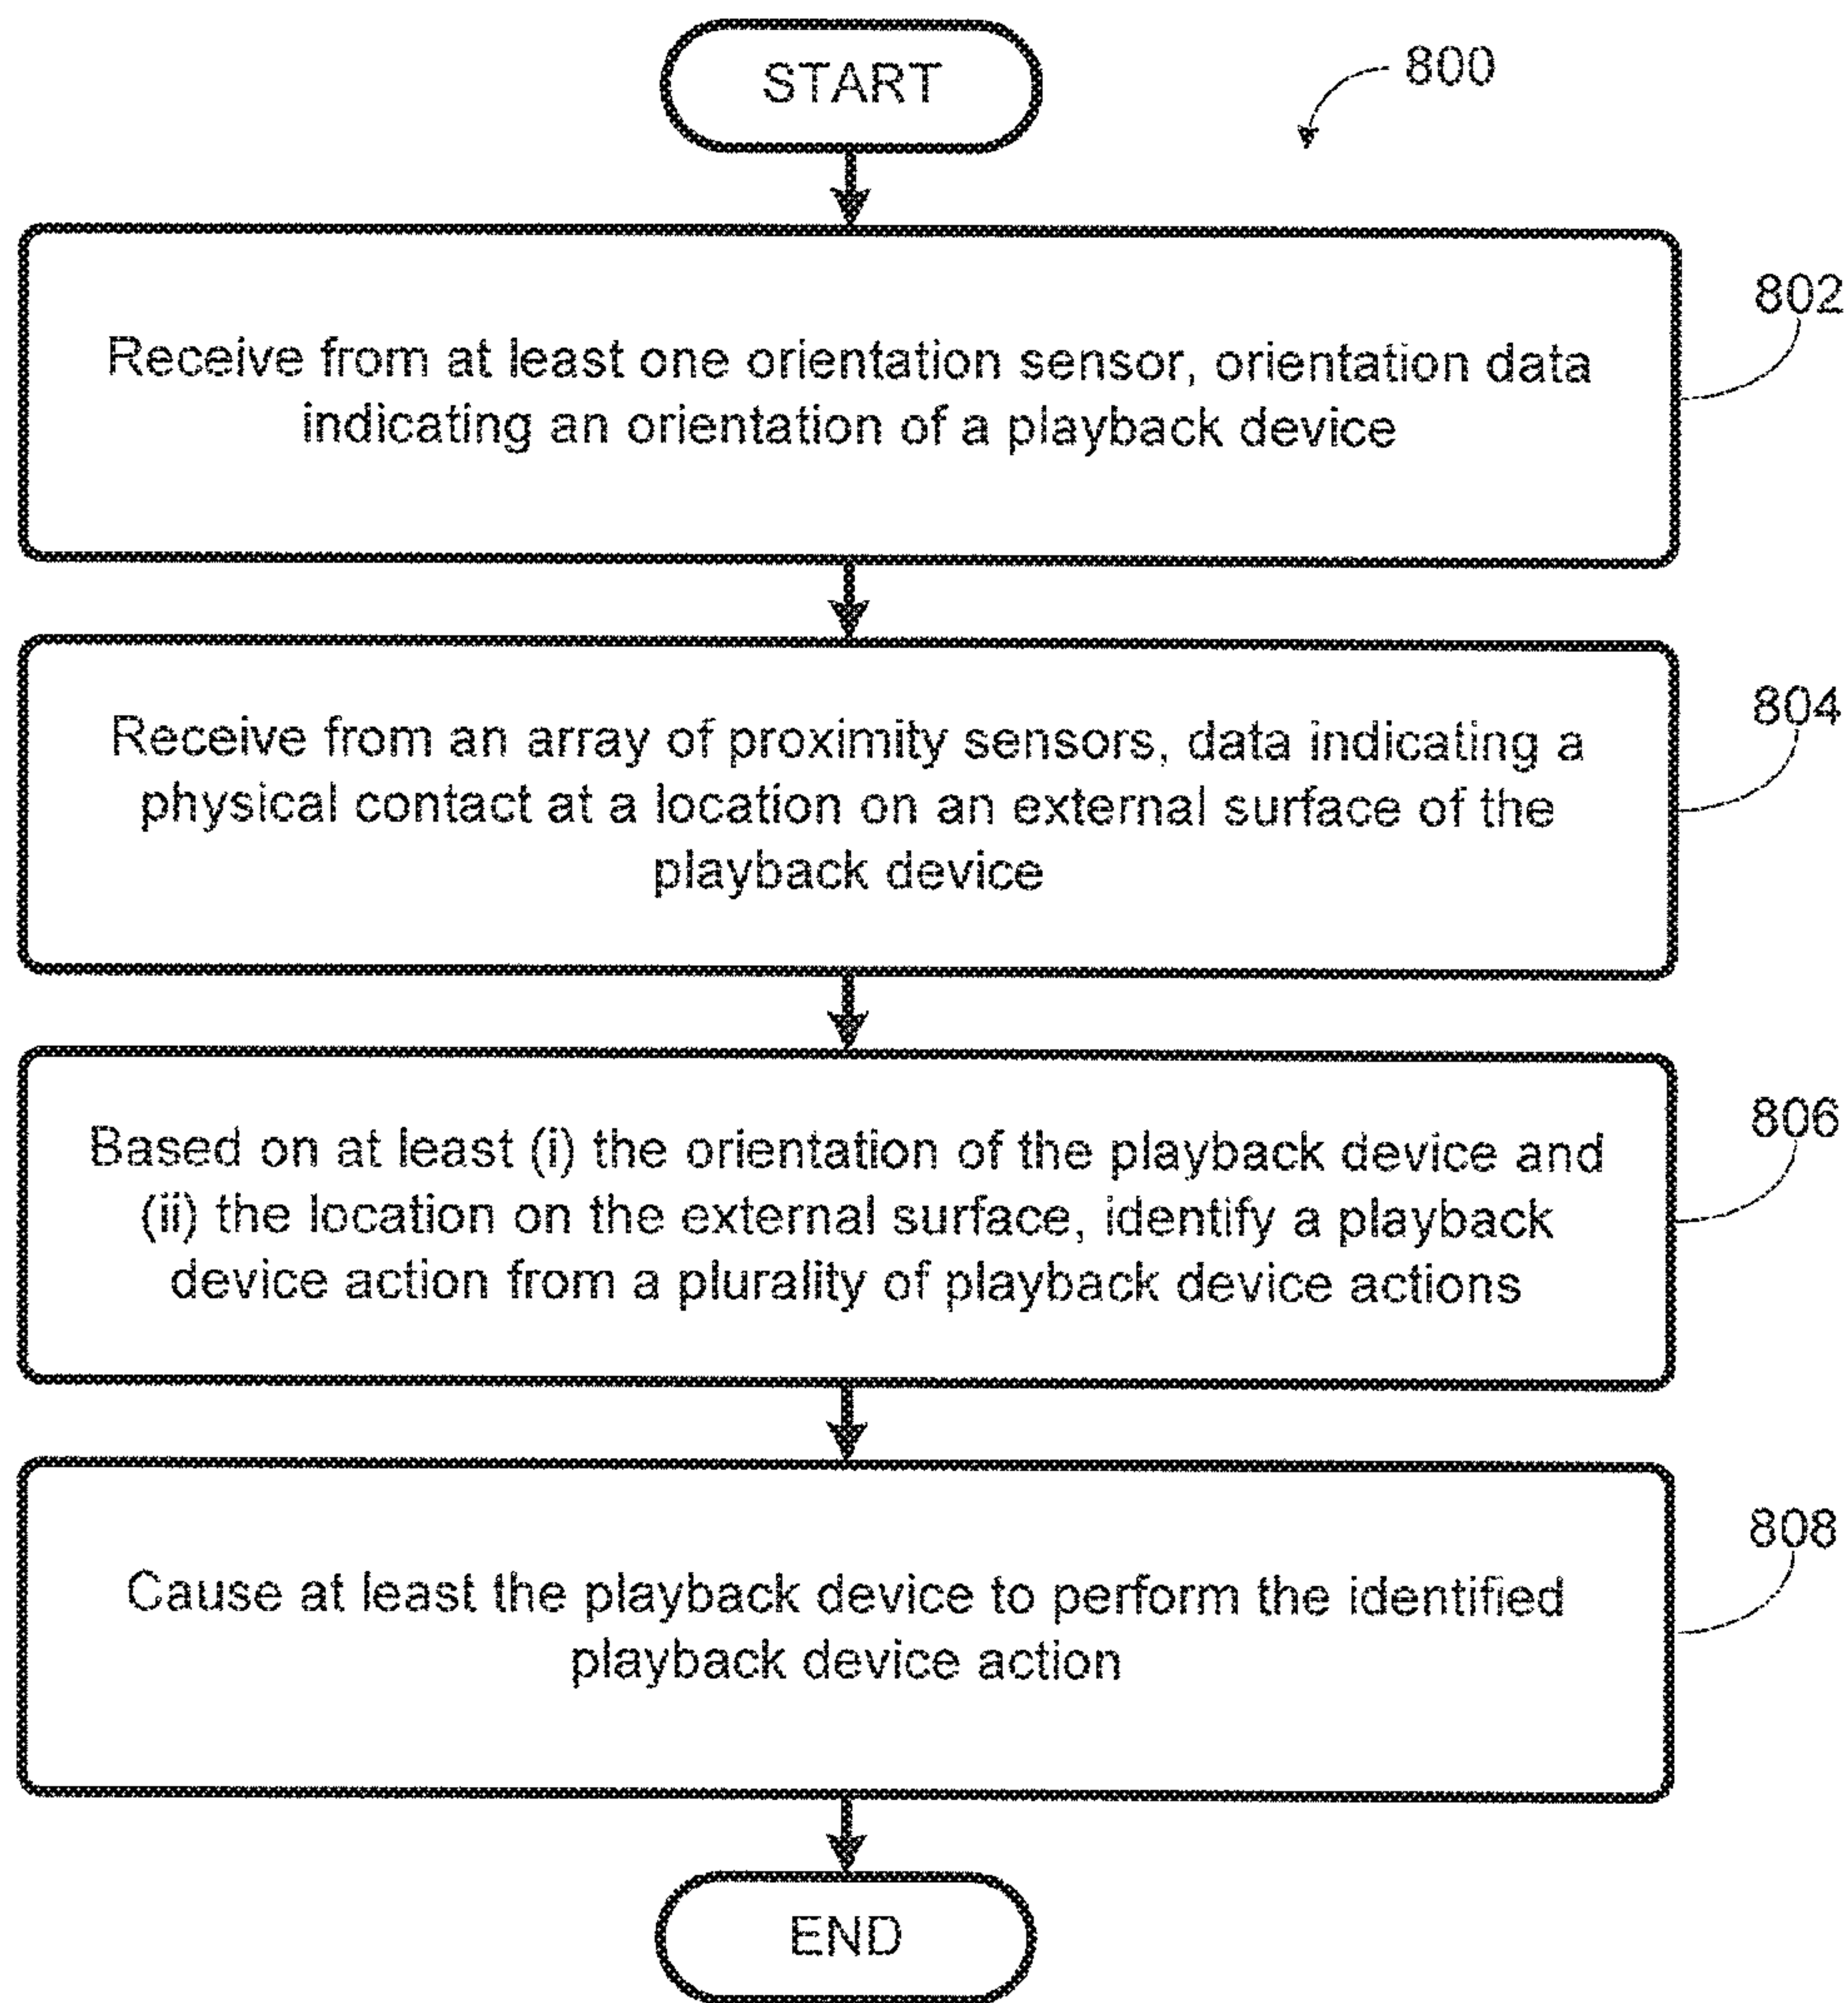 START
800
802
Receive from at least one orientation sensor, orientation data
indicating an orientation of a playback device
804
Receive from an array of proximity sensors, data indicating a
physical contact at a location on an external surface of the
playback device
806
Based on at least (i) the orientation of the playback device and
(ii) the location on the external surface, identify a playback
device action from a plurality of playback device actions
808
Cause at least the playback device to perform the identified
playback device action
END